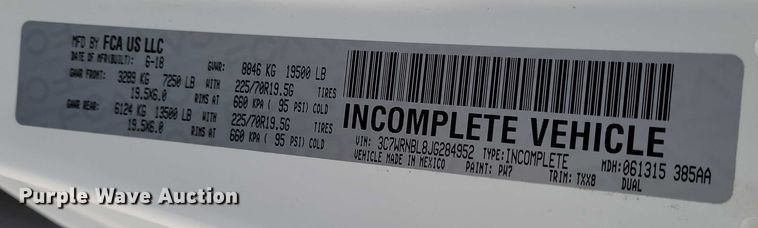 MFD BY FCA US LLC
DATE OF MFR(BUILT): 6-18 GVWR: 8846 KG 19500 LB
GAWR FRONT: 3289 KG 7250 LB WITH 225/70R19.5G TIRES
19.5X6.0 RIMS AT 660 KPA ( 95 PSI) COLD
GAWR REAR: 6124 KG 13500 LB WITH 225/70R19.5G TIRES
19.5X6.0 RIMS AT 660 KPA ( 95 PSI) COLD
INCOMPLETE VEHICLE
VIN: 3C7WRNBL8JG284952 TYPE: INCOMPLETE MDH: 061315 385AA
VEHICLE MADE IN MEXICO PAINT: PW7 TRIM: TXX8 DUAL
Purple Wave Auction